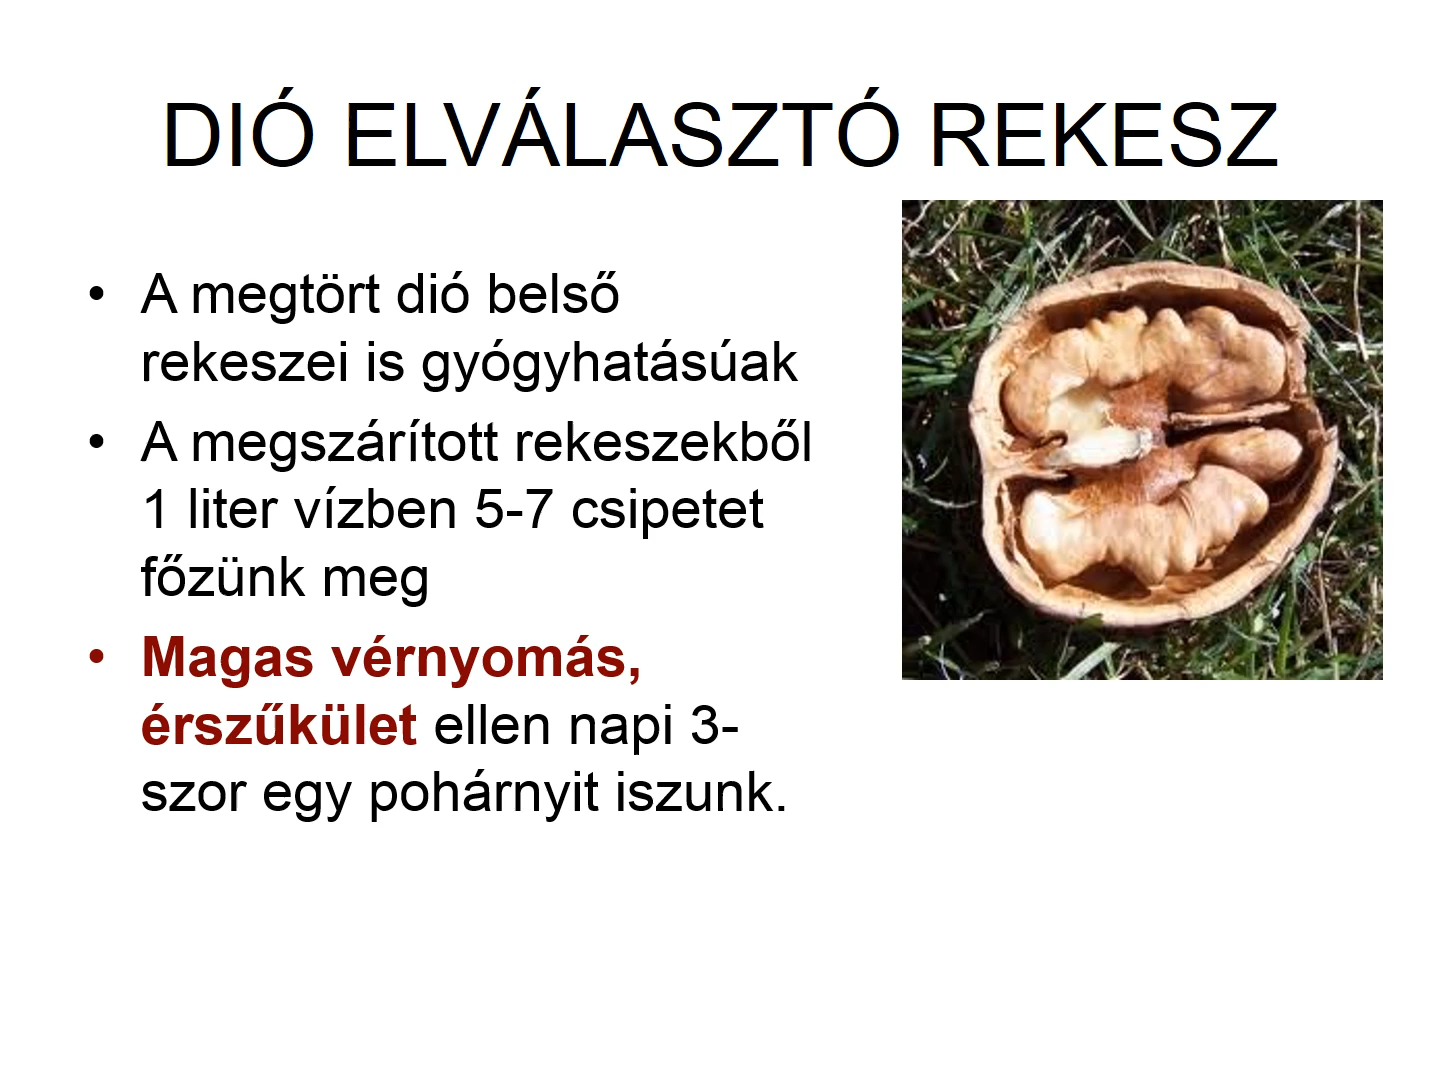 DIÓ ELVÁLASZTÓ REKESZ
• A megtört dió belső
rekeszei is gyógyhatásúak
• A megszárított rekeszekből
1 liter vízben 5-7 csipetet
főzünk meg
• Magas vérnyomás,
érszűkület ellen napi 3-
szor egy pohárnyit iszunk.